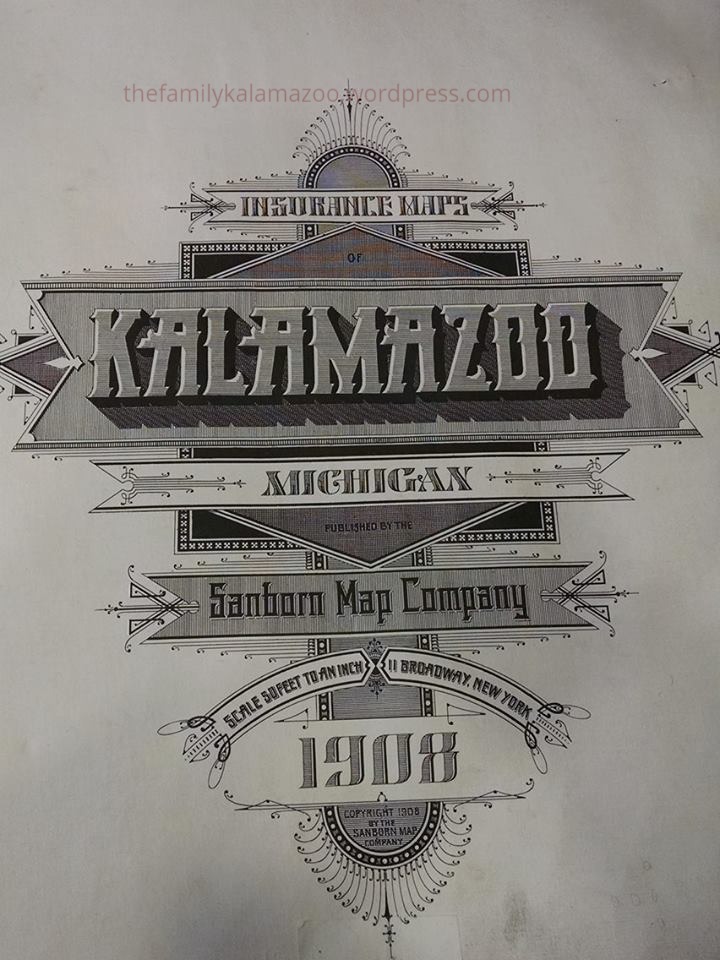 thefamilykalamazoo.wordpress.com
INSURANCE MAPS
OF
KALAMAZOO
MICHIGAN
PUBLISHED BY THE
Sanborn Map Company
SCALE 50 FEET TO AN INCH
11 BROADWAY, NEW YORK
1908
COPYRIGHT 1908
BY THE
SANBORN MAP
COMPANY